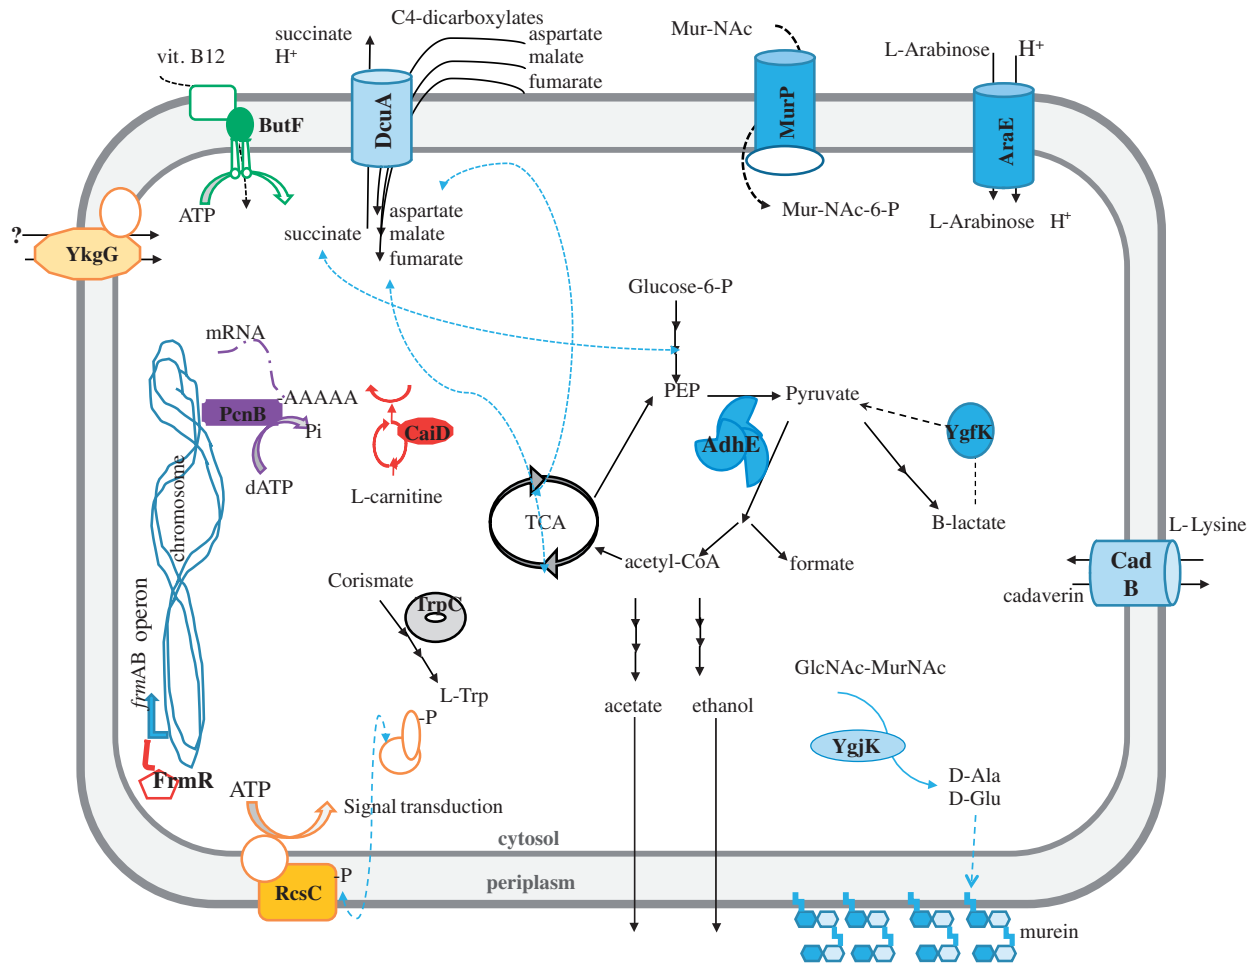 C4-dicarboxylates
succinate
H+
aspartate
malate
fumarate
vit. B12
Mur-NAc
L-Arabinose
H+
ButF
DcuA
MurP
AraE
ATP
aspartate
succinate
malate
fumarate
Mur-NAc-6-P
L-Arabinose H+
?
YkgG
Glucose-6-P
mRNA
-AAAAA
PcnB
Pi
dATP
CaiD
L-carnitine
PEP
Pyruvate
AdhE
YgfK
chromosome
TCA
B-lactate
L-Lysine
acetyl-CoA
formate
Cad
B
cadaverin
Corismate
TrpC
L-Trp
frmAB operon
GlcNAc-MurNAc
acetate
ethanol
-P
YgjK
FrmR
D-Ala
D-Glu
ATP
Signal transduction
cytosol
-P
periplasm
RcsC
murein